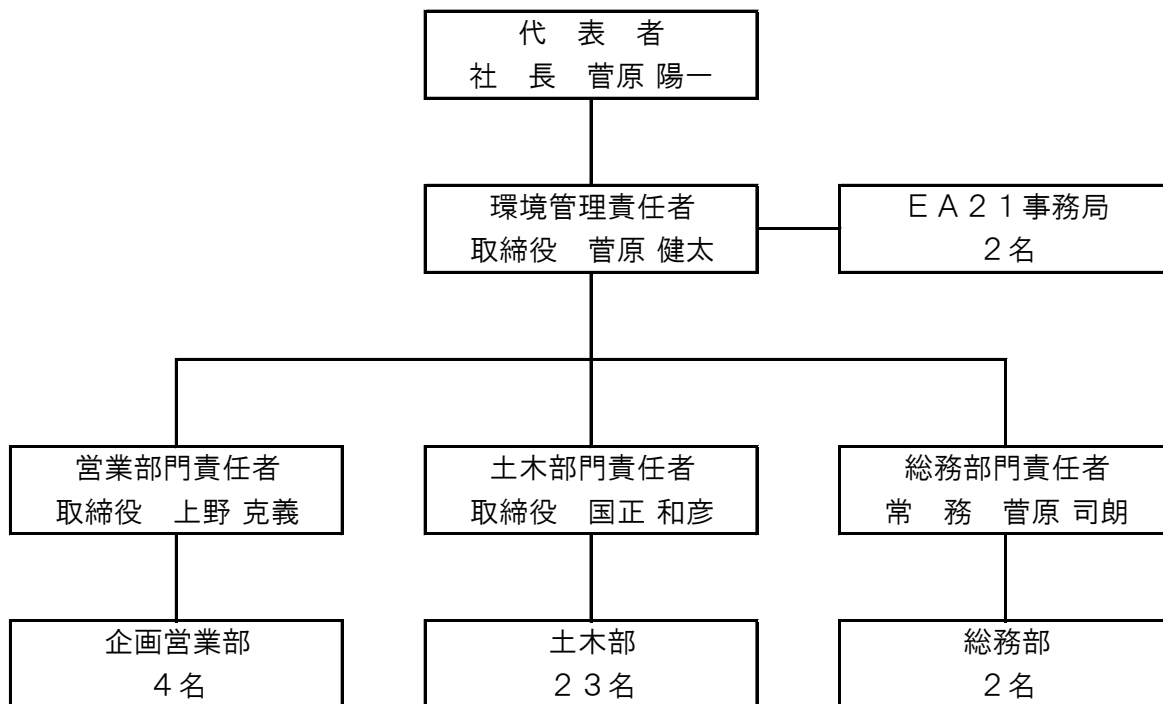 代　表　者
社　長　菅原 陽一
環境管理責任者
取締役　菅原 健太
ＥＡ２１事務局
２名
営業部門責任者
取締役　上野 克義
土木部門責任者
取締役　国正 和彦
総務部門責任者
常　務　菅原 司朗
企画営業部
４名
土木部
２３名
総務部
２名